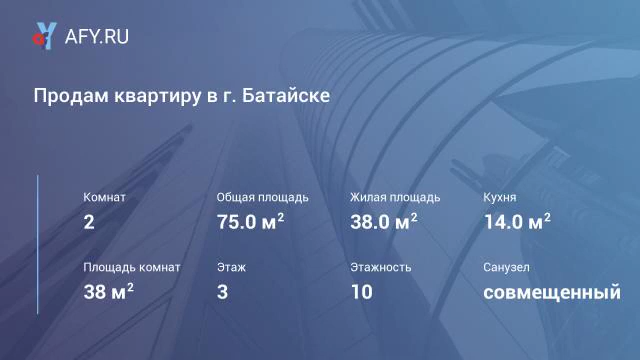 AFY.RU
Продам квартиру в г. Батайске
Комнат
2
Общая площадь
75.0 м²
Жилая площадь
38.0 м²
Кухня
14.0 м²
Площадь комнат
38 м²
Этаж
3
Этажность
10
Санузел
совмещенный